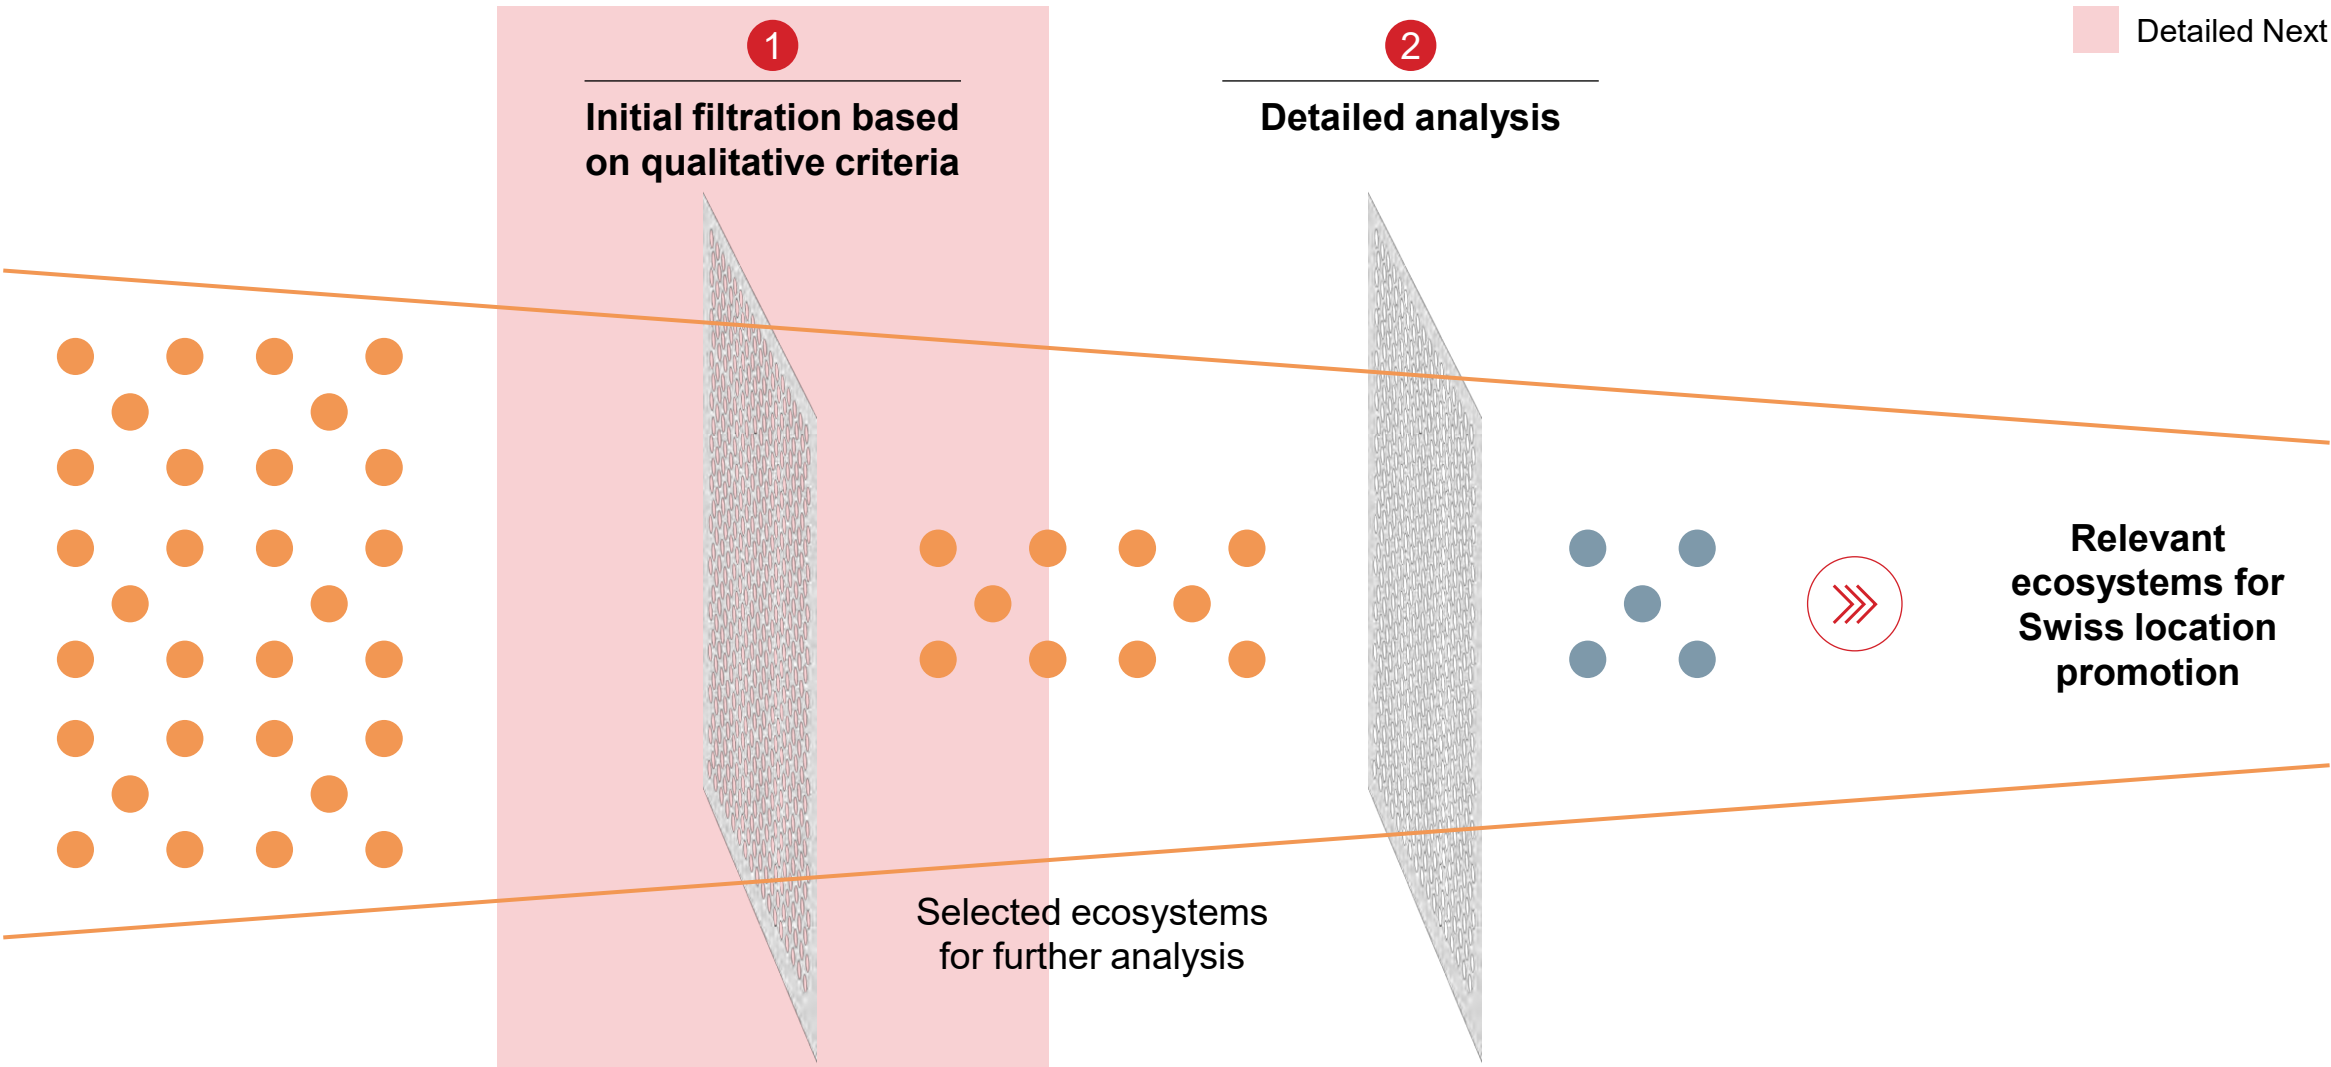 Detailed Next
1
Initial filtration based
on qualitative criteria
2
Detailed analysis
Selected ecosystems
for further analysis
Relevant
ecosystems for
Swiss location
promotion